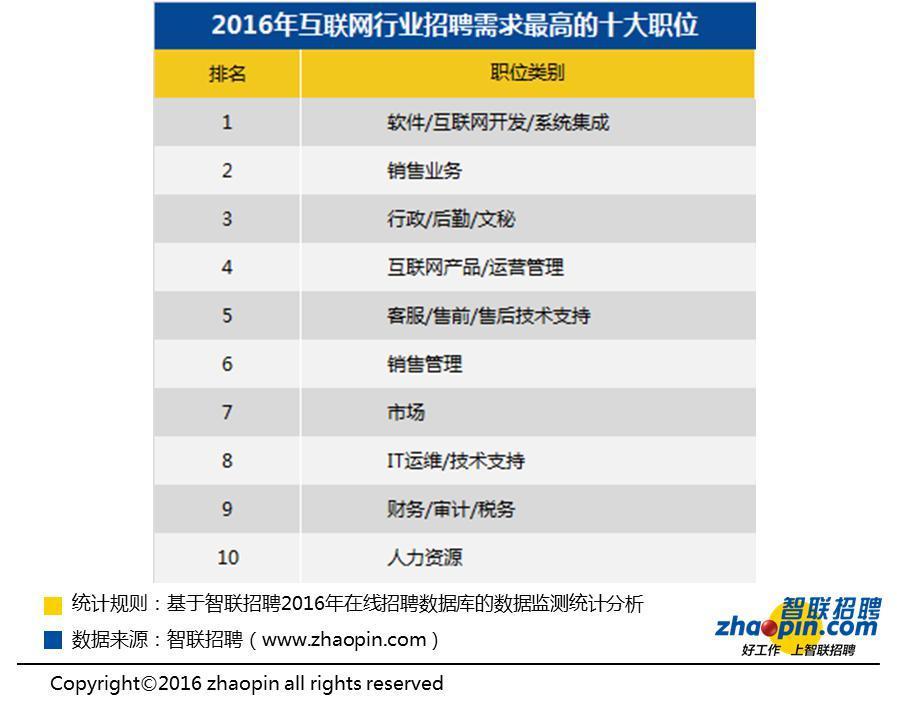 2016年互联网行业招聘需求最高的十大职位
排名 职位类别
1 软件/互联网开发/系统集成
2 销售业务
3 行政/后勤/文秘
4 互联网产品/运营管理
5 客服/售前/售后技术支持
6 销售管理
7 市场
8 IT运维/技术支持
9 财务/审计/税务
10 人力资源
统计规则：基于智联招聘2016年在线招聘数据库的数据监测统计分析
数据来源：智联招聘（www.zhaopin.com）
智联招聘
zhaopin.com
好工作 上智联招聘
Copyright©2016 zhaopin all rights reserved